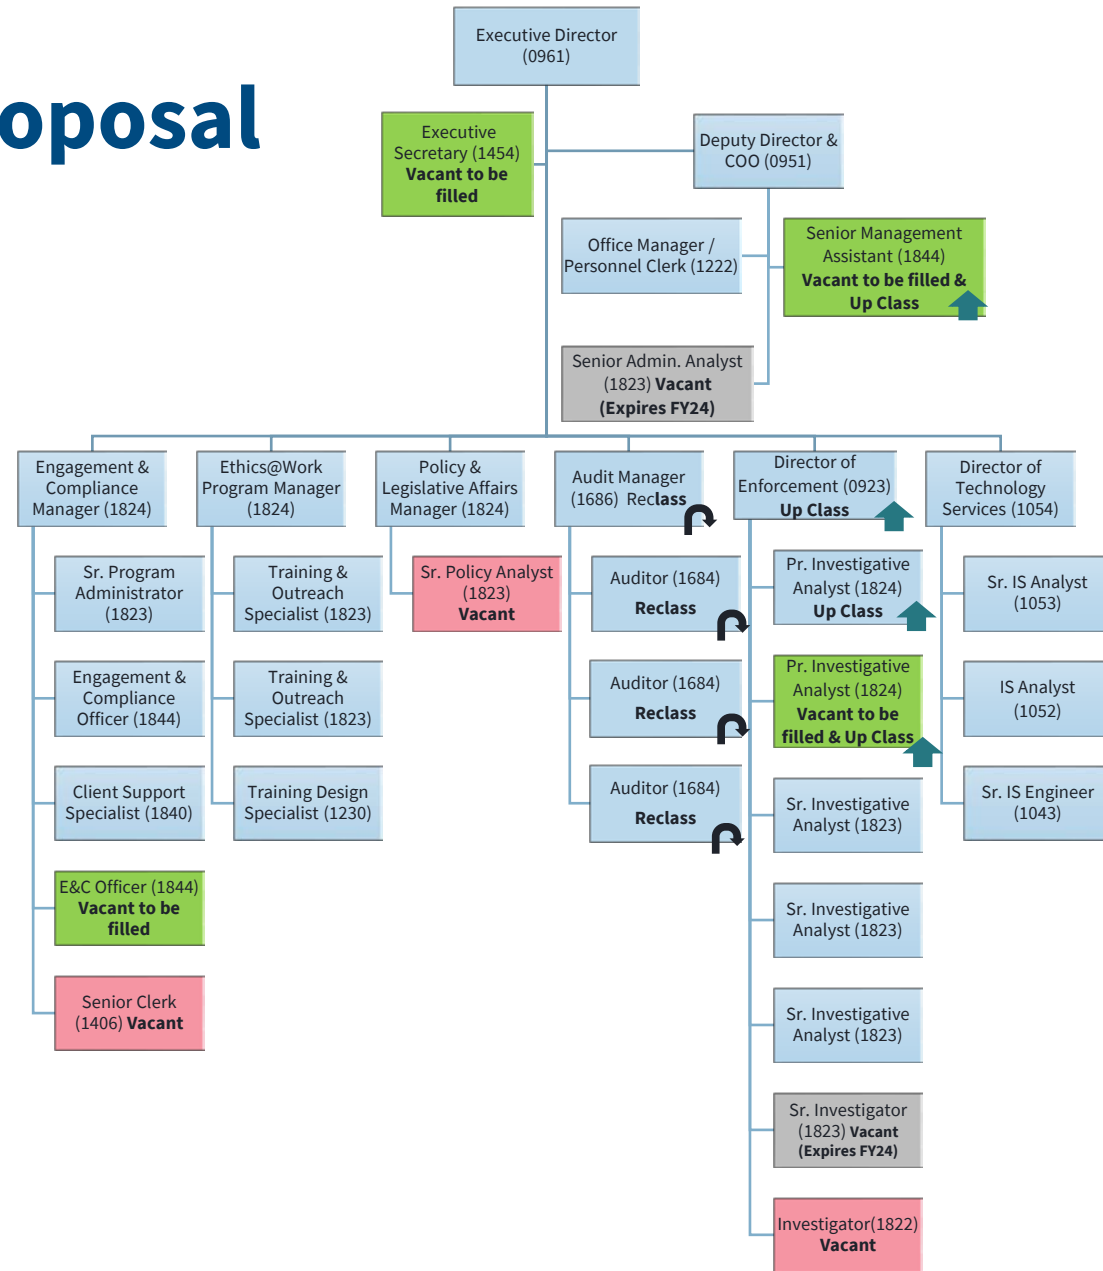 Executive Director
(0961)
oposal
Executive
Secretary (1454)
Vacant to be
filled
Deputy Director &
COO (0951)
Office Manager /
Personnel Clerk (1222)
Senior Management
Assistant (1844)
Vacant to be filled &
Up Class
Senior Admin. Analyst
(1823) Vacant
(Expires FY24)
Engagement &
Compliance
Manager (1824)
Ethics@Work
Program Manager
(1824)
Policy &
Legislative Affairs
Manager (1824)
Audit Manager
(1686) Reclass
Director of
Enforcement (0923)
Up Class
Director of
Technology
Services (1054)
Sr. Program
Administrator
(1823)
Engagement &
Compliance
Officer (1844)
Client Support
Specialist (1840)
E&C Officer (1844)
Vacant to be
filled
Senior Clerk
(1406) Vacant
Training &
Outreach
Specialist (1823)
Training &
Outreach
Specialist (1823)
Training Design
Specialist (1230)
Sr. Policy Analyst
(1823)
Vacant
Auditor (1684)
Reclass
Auditor (1684)
Reclass
Auditor (1684)
Reclass
Pr. Investigative
Analyst (1824)
Up Class
Pr. Investigative
Analyst (1824)
Vacant to be
filled & Up Class
Sr. Investigative
Analyst (1823)
Sr. Investigative
Analyst (1823)
Sr. Investigative
Analyst (1823)
Sr. Investigator
(1823) Vacant
(Expires FY24)
Investigator(1822)
Vacant
Sr. IS Analyst
(1053)
IS Analyst
(1052)
Sr. IS Engineer
(1043)